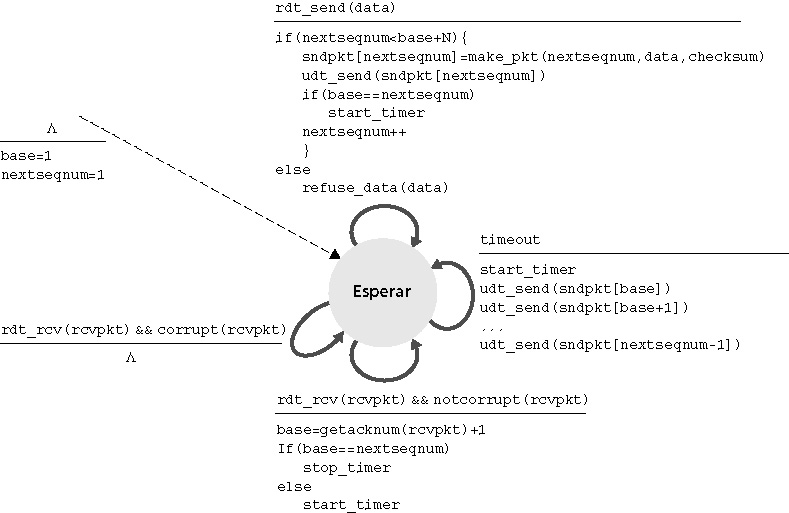 rdt_send(data)
if(nextseqnum<base+N){
sndpkt[nextseqnum]=make_pkt(nextseqnum,data,checksum)
udt_send(sndpkt[nextseqnum])
if(base==nextseqnum)
start_timer
nextseqnum++
}
else
refuse_data(data)
Λ
base=1
nextseqnum=1
timeout
start_timer
udt_send(sndpkt[base])
udt_send(sndpkt[base+1])
...
udt_send(sndpkt[nextseqnum-1])
Esperar
rdt_rcv(rcvpkt) && corrupt(rcvpkt)
Λ
rdt_rcv(rcvpkt) && notcorrupt(rcvpkt)
base=getacknum(rcvpkt)+1
If(base==nextseqnum)
stop_timer
else
start_timer